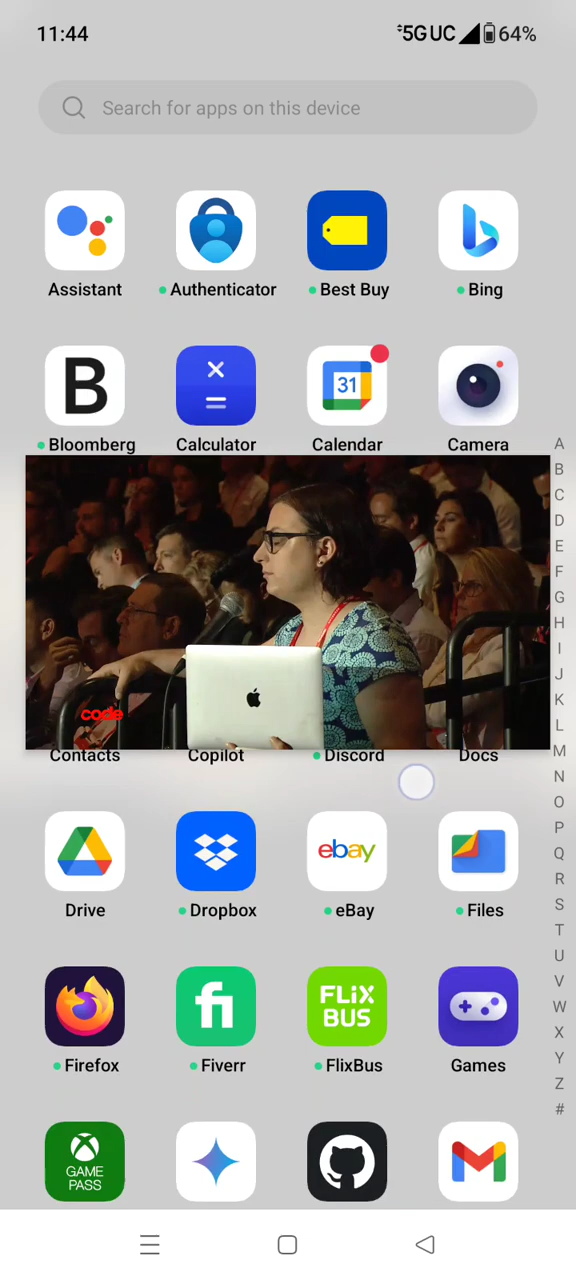 11:44 5G UC 64%
Search for apps on this device
Assistant Authenticator Best Buy Bing
B 31
Bloomberg Calculator Calendar Camera
code
Contacts Copilot Discord Docs
ebay
Drive Dropbox eBay Files
fi FLiX BUS
Firefox Fiverr FlixBus Games
XBOX GAME PASS
A
B
C
D
E
F
G
H
I
J
K
L
M
N
O
P
Q
R
S
T
U
V
W
X
Y
Z
#